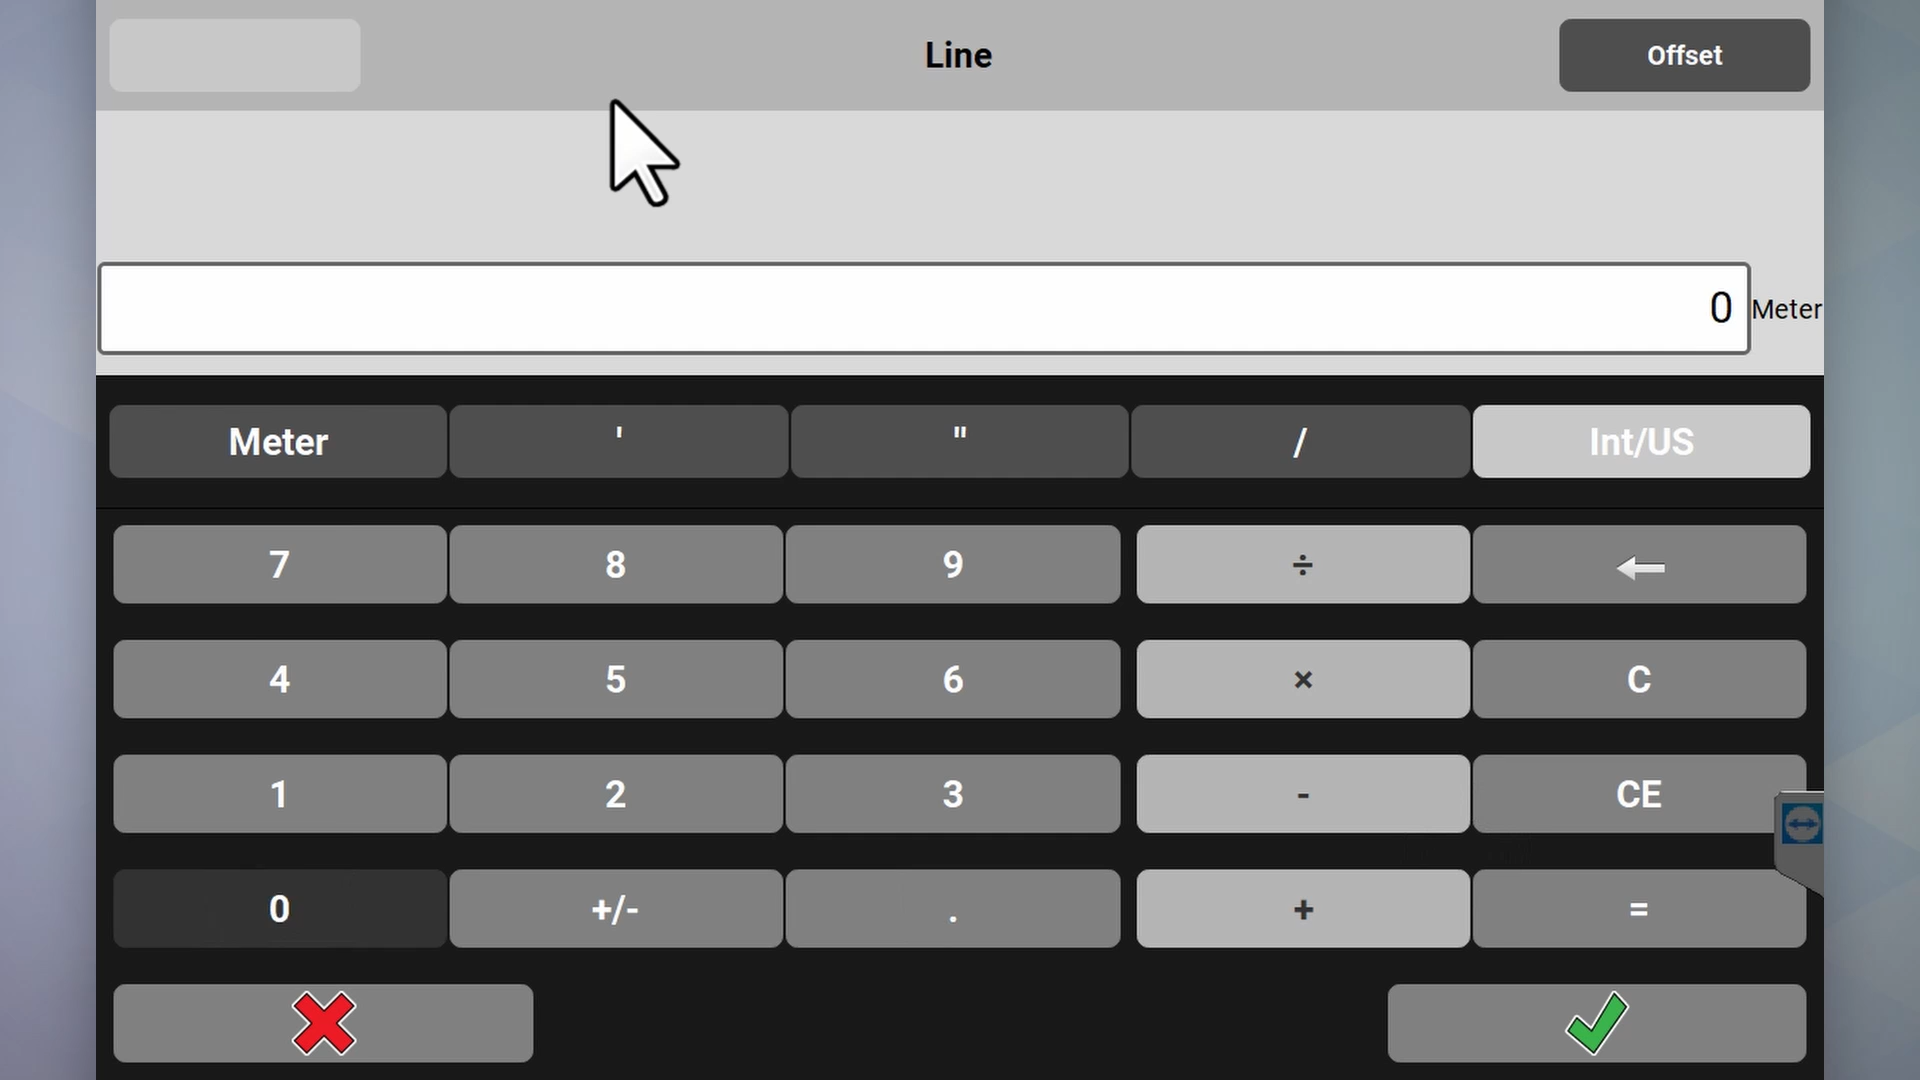 Line
Offset
0 Meter
Meter ' " / Int/US
7 8 9 ÷
4 5 6 × C
1 2 3 - CE
0 +/- . + =